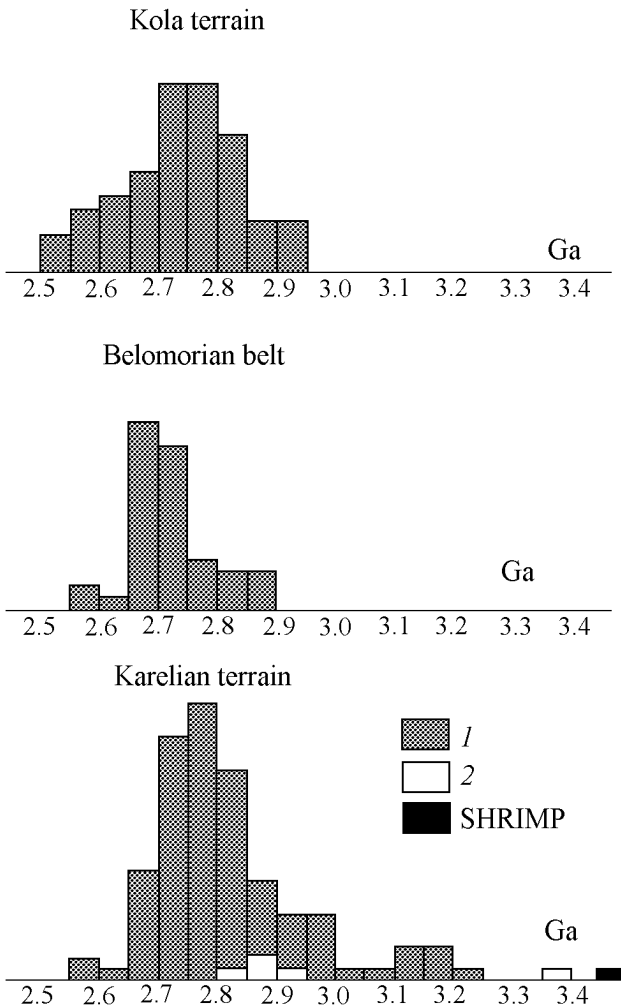 Kola terrain
Ga
2.5 2.6 2.7 2.8 2.9 3.0 3.1 3.2 3.3 3.4
Belomorian belt
Ga
2.5 2.6 2.7 2.8 2.9 3.0 3.1 3.2 3.3 3.4
Karelian terrain
1
2
SHRIMP
Ga
2.5 2.6 2.7 2.8 2.9 3.0 3.1 3.2 3.3 3.4